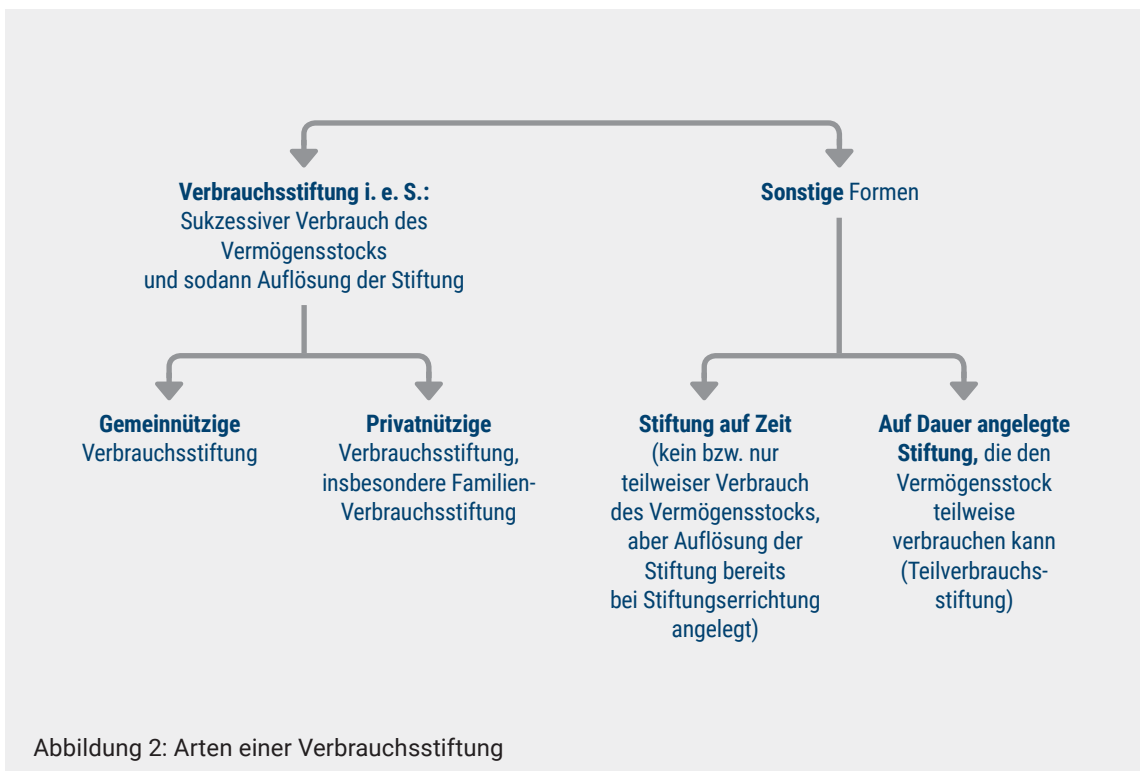 Verbrauchsstiftung i. e. S.:
Sukzessiver Verbrauch des
Vermögensstocks
und sodann Auflösung der Stiftung
Sonstige Formen
Gemeinnützige
Verbrauchsstiftung
Privatnützige
Verbrauchsstiftung,
insbesondere Familien-
Verbrauchsstiftung
Stiftung auf Zeit
(kein bzw. nur
teilweiser Verbrauch
des Vermögensstocks,
aber Auflösung der
Stiftung bereits
bei Stiftungserrichtung
angelegt)
Auf Dauer angelegte
Stiftung, die den
Vermögensstock
teilweise
verbrauchen kann
(Teilverbrauchs-
stiftung)
Abbildung 2: Arten einer Verbrauchsstiftung